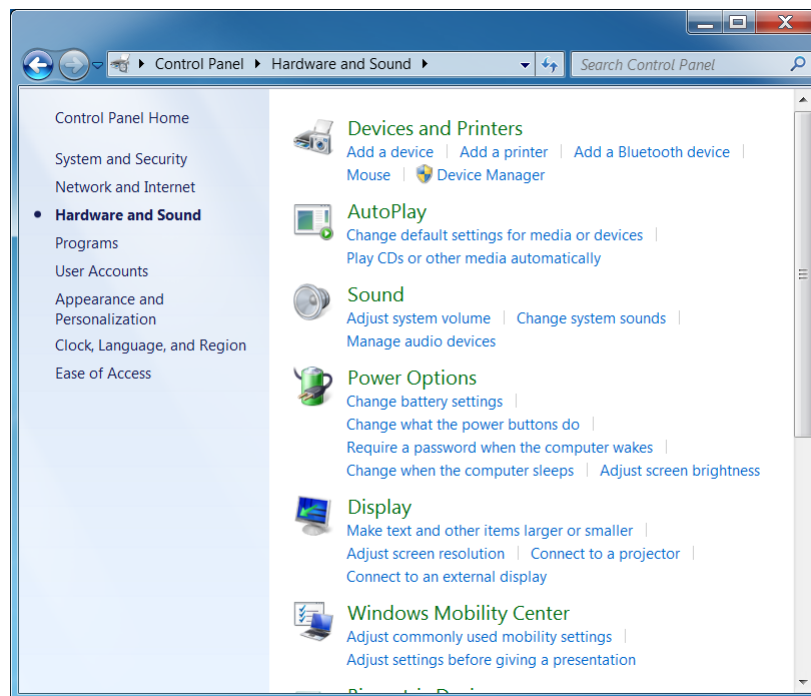 Control Panel Hardware and Sound Search Control Panel
Control Panel Home
System and Security
Network and Internet
Hardware and Sound
Programs
User Accounts
Appearance and
Personalization
Clock, Language, and Region
Ease of Access
Devices and Printers
Add a device Add a printer Add a Bluetooth device
Mouse Device Manager
AutoPlay
Change default settings for media or devices
Play CDs or other media automatically
Sound
Adjust system volume Change system sounds
Manage audio devices
Power Options
Change battery settings
Change what the power buttons do
Require a password when the computer wakes
Change when the computer sleeps Adjust screen brightness
Display
Make text and other items larger or smaller
Adjust screen resolution Connect to a projector
Connect to an external display
Windows Mobility Center
Adjust commonly used mobility settings
Adjust settings before giving a presentation